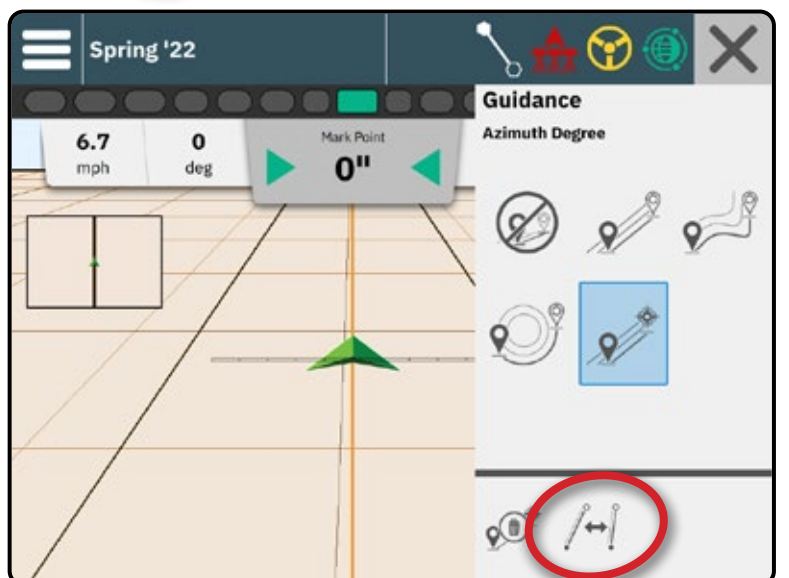 Spring '22
6.7
mph
0
deg
Mark Point
0"
Guidance
Azimuth Degree